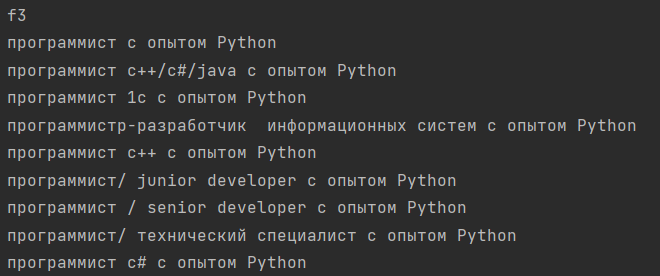 f3
программист с опытом Python
программист c++/c#/java с опытом Python
программист 1с с опытом Python
программистр-разработчик  информационных систем с опытом Python
программист c++ с опытом Python
программист/ junior developer с опытом Python
программист / senior developer с опытом Python
программист/ технический специалист с опытом Python
программист c# с опытом Python